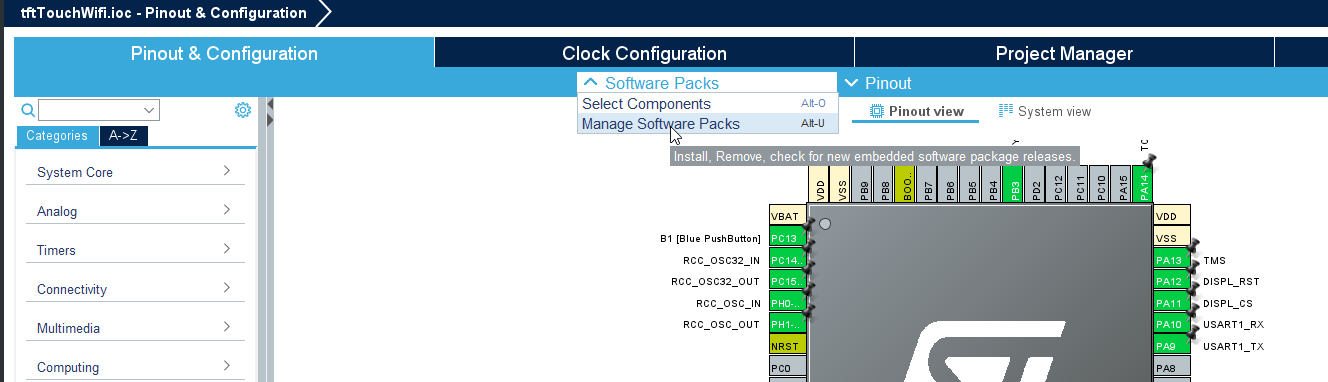 tftTouchWifi.ioc - Pinout & Configuration
Pinout & Configuration
Clock Configuration
Project Manager
Software Packs
Pinout
Select Components Alt-O
Manage Software Packs Alt-U
Install, Remove, check for new embedded software package releases.
Pinout view
System view
Categories
A->Z
System Core
Analog
Timers
Connectivity
Multimedia
Computing
VDD
VSS
PB9
PB8
BOO..
PB7
PB6
PB5
PB4
PB3
PD2
PC12
PC11
PC10
PA15
PA14
VBAT
B1 [Blue PushButton] PC13
RCC_OSC32_IN PC14..
RCC_OSC32_OUT PC15..
RCC_OSC_IN PH0-..
RCC_OSC_OUT PH1-..
NRST
PC0
VDD
VSS
PA13 TMS
PA12 DISPL_RST
PA11 DISPL_CS
PA10 USART1_RX
PA9 USART1_TX
PA8